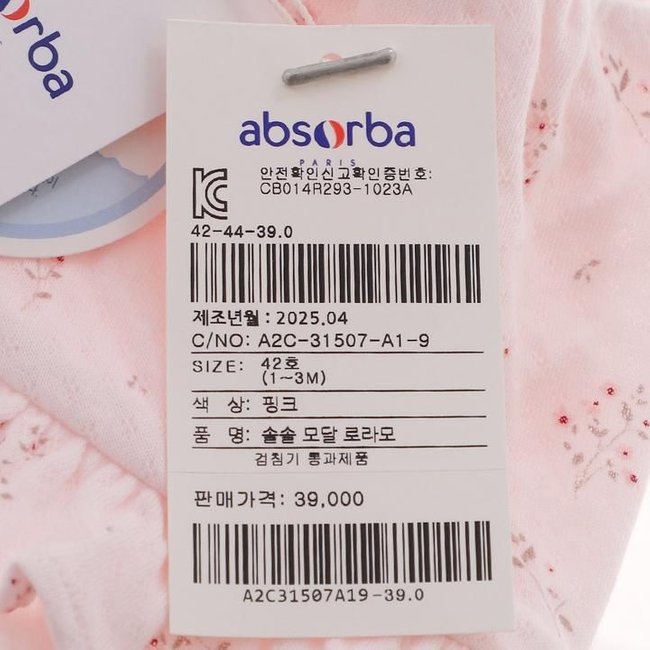 orba
absorba
PARIS
안전확인신고확인증번호:
CB014R293-1023A
42-44-39.0
제조년월 : 2025.04
C/NO: A2C-31507-A1-9
SIZE: 42호
(1~3M)
색 상: 핑크
품 명: 솔솔 모달 로라모
검침기 통과제품
판매가격: 39,000
A2C31507A19-39.0